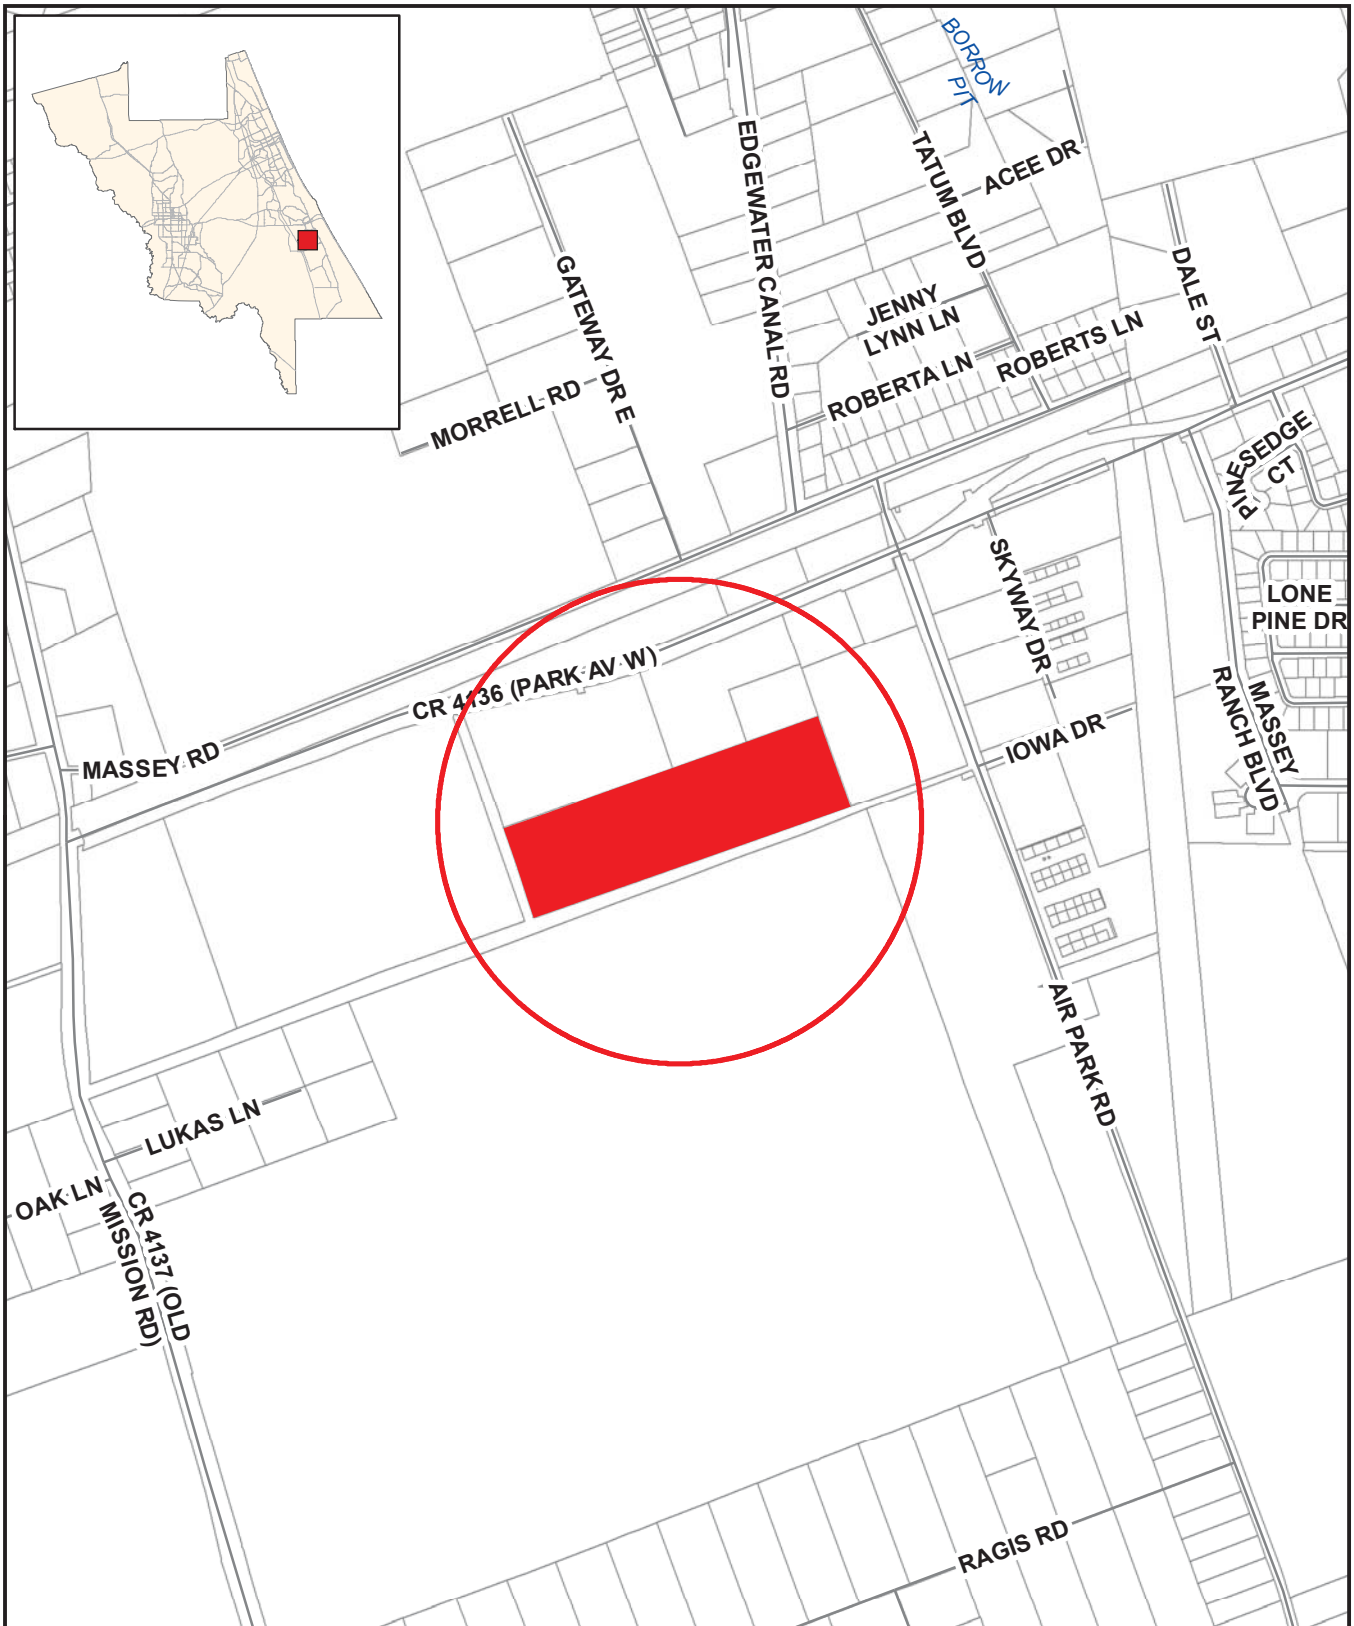 BORROW
PIT
EDGEWATER CANAL RD
TATUM BLVD
ACEE DR
GATEWAY DR E
DALE ST
JENNY
LYNN LN
ROBERTA LN
ROBERTS LN
MORRELL RD
PINE
SEDGE
CT
SKYWAY DR
LONE
PINE DR
CR 4136 (PARK AV W)
MASSEY
RANCH BLVD
MASSEY RD
IOWA DR
AIR PARK RD
LUKAS LN
OAK LN
CR 4137 (OLD
MISSION RD)
RAGIS RD